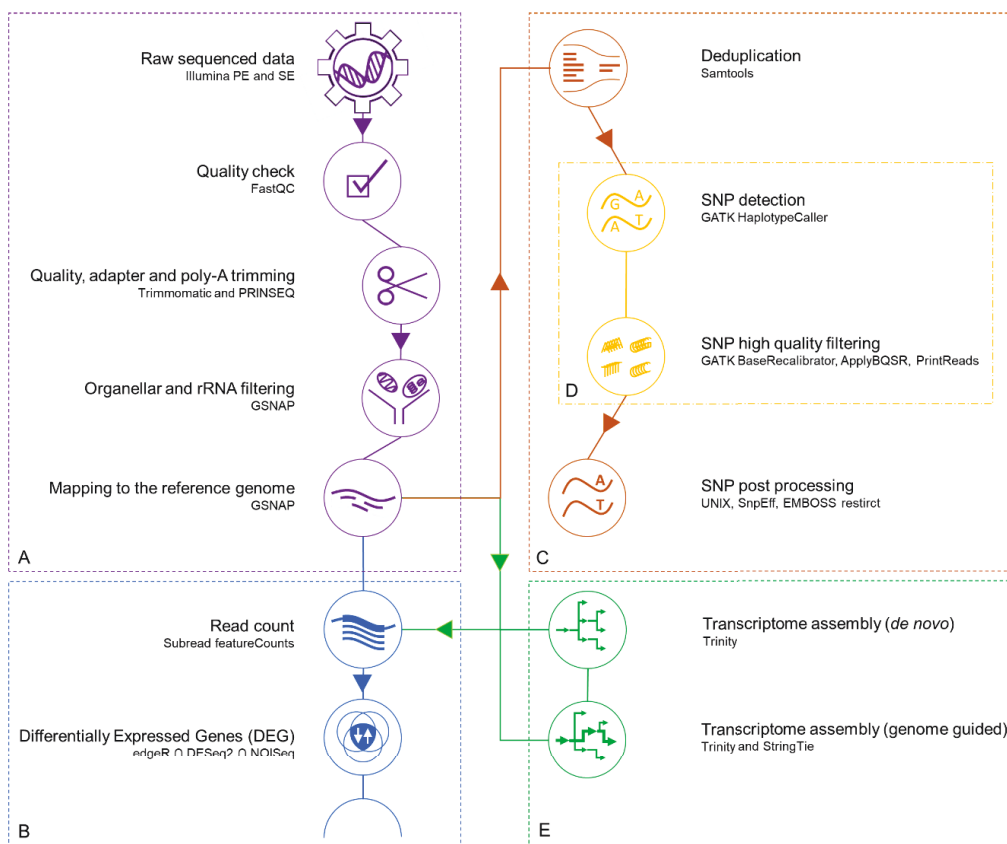 Raw sequenced data
Illumina PE and SE
Quality check
FastQC
Quality, adapter and poly-A trimming
Trimmomatic and PRINSEQ
Organellar and rRNA filtering
GSNAP
Mapping to the reference genome
GSNAP
A
Read count
Subread featureCounts
Differentially Expressed Genes (DEG)
edgeR ∩ DESeq2 ∩ NOISeq
B
Deduplication
Samtools
G A
A T
SNP detection
GATK HaplotypeCaller
SNP high quality filtering
GATK BaseRecalibrator, ApplyBQSR, PrintReads
D
A
T
SNP post processing
UNIX, SnpEff, EMBOSS restirct
C
Transcriptome assembly (de novo)
Trinity
Transcriptome assembly (genome guided)
Trinity and StringTie
E